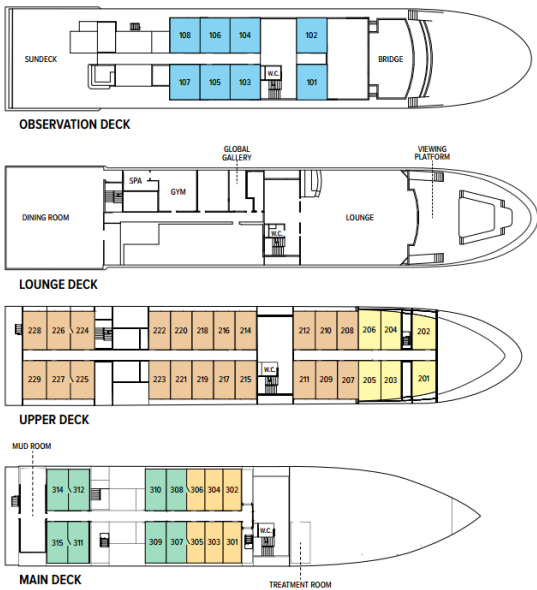 108 106 104 102
SUNDECK
BRIDGE
W.C.
107 105 103 101
OBSERVATION DECK
GLOBAL
GALLERY
VIEWING
PLATFORM
SPA
GYM
DINING ROOM
LOUNGE
W.C.
LOUNGE DECK
228 226 224 222 220 218 216 214 212 210 208 206 204 202
W.C.
229 227 225 223 221 219 217 215 211 209 207 205 203 201
UPPER DECK
MUD ROOM
314 312 310 308 306 304 302
W.C.
315 311 309 307 305 303 301
MAIN DECK
TREATMENT ROOM